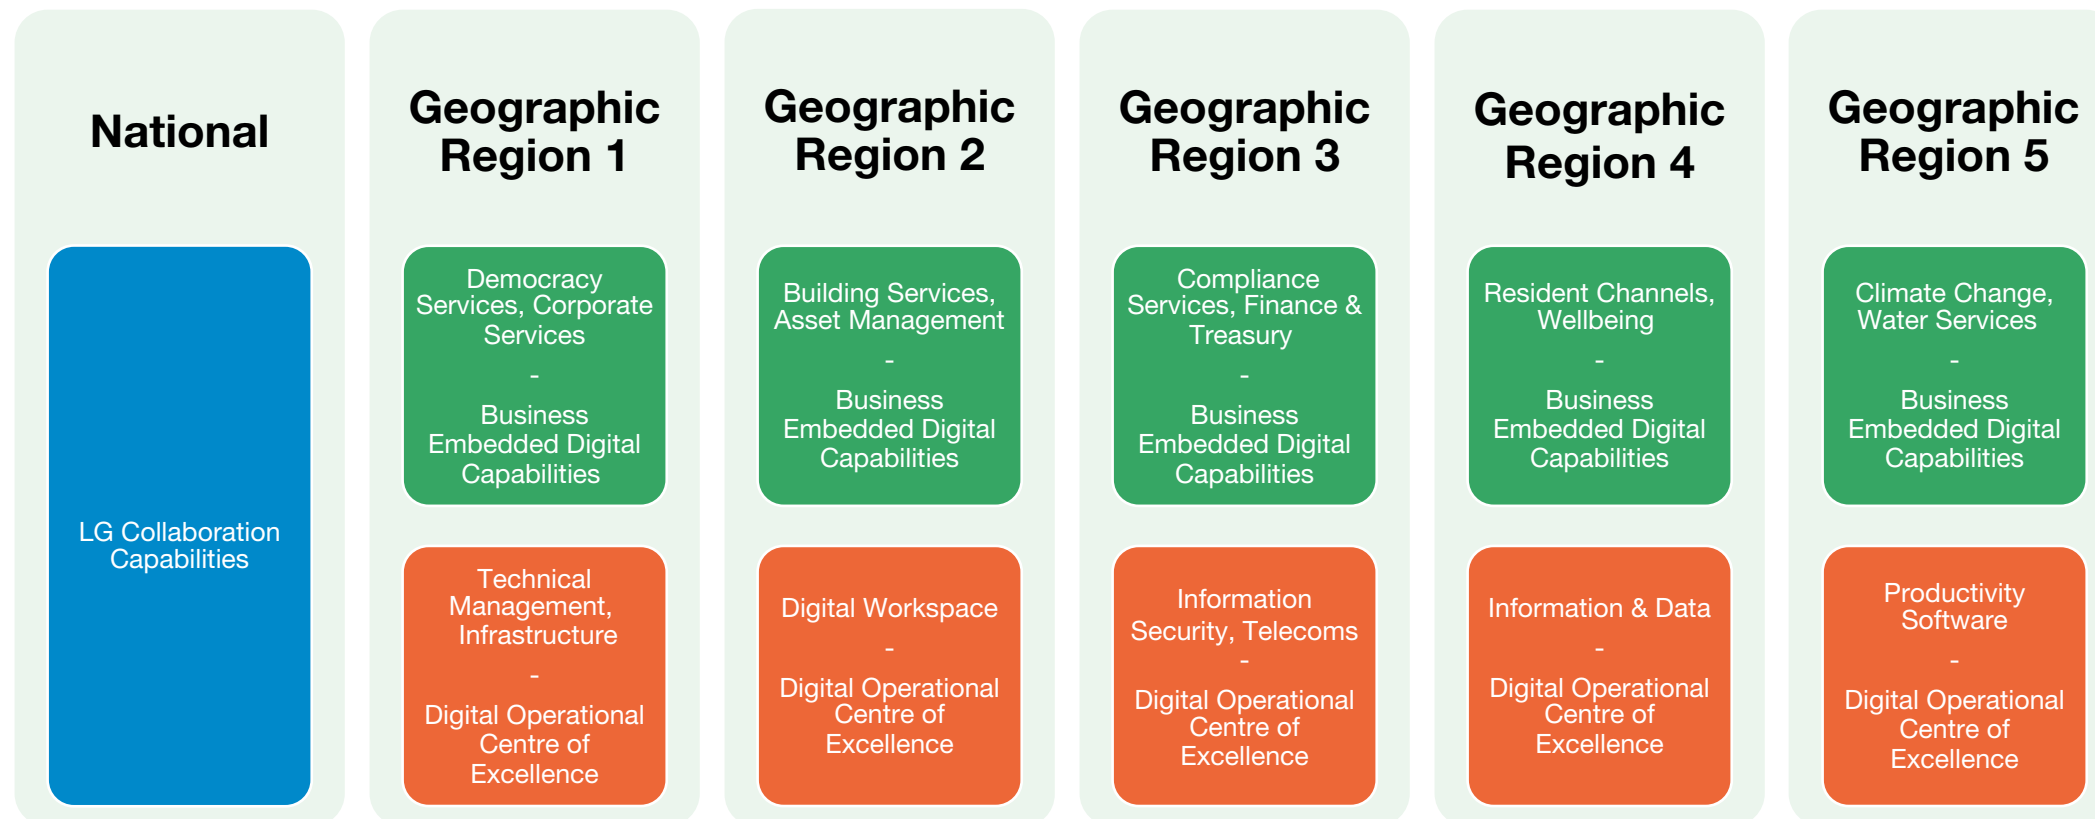 National
LG Collaboration
Capabilities
Geographic
Region 1
Democracy
Services, Corporate
Services
-
Business
Embedded Digital
Capabilities
Technical
Management,
Infrastructure
-
Digital Operational
Centre of
Excellence
Geographic
Region 2
Building Services,
Asset Management
-
Business
Embedded Digital
Capabilities
Digital Workspace
-
Digital Operational
Centre of
Excellence
Geographic
Region 3
Compliance
Services, Finance &
Treasury
-
Business
Embedded Digital
Capabilities
Information
Security, Telecoms
-
Digital Operational
Centre of
Excellence
Geographic
Region 4
Resident Channels,
Wellbeing
-
Business
Embedded Digital
Capabilities
Information & Data
-
Digital Operational
Centre of
Excellence
Geographic
Region 5
Climate Change,
Water Services
-
Business
Embedded Digital
Capabilities
Productivity
Software
-
Digital Operational
Centre of
Excellence